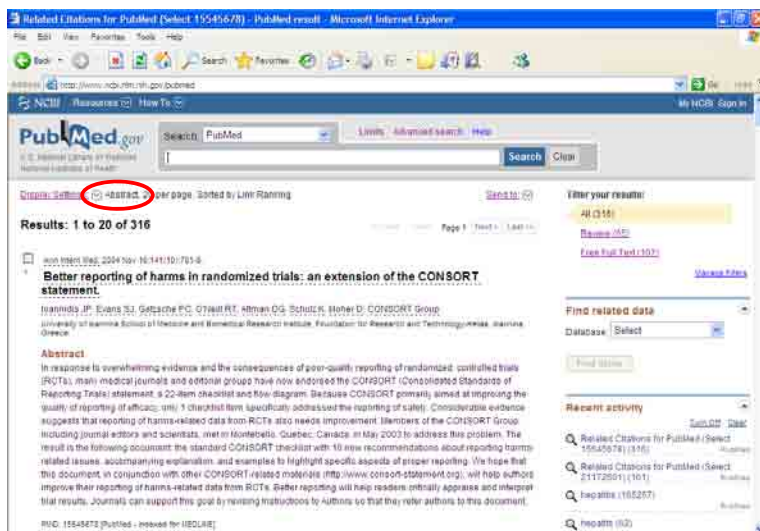 Related Citations for PubMed (Select 15545678) - PubMed result - Microsoft Internet Explorer
File Edit View Favorites Tools Help
Back Search Favorites
Address http://www.ncbi.nlm.nih.gov/pubmed Go
NCBI Resources How To My NCBI Sign In
PubMed.gov
U.S. National Library of Medicine
National Institutes of Health
Search: PubMed
Limits Advanced search Help
Search Clear
Display Settings: Abstract, 20 per page, Sorted by Link Ranking
Send to:
Results: 1 to 20 of 316
Page 1 Next > Last >>
Ann Intern Med. 2004 Nov 16;141(10):781-8.
Better reporting of harms in randomized trials: an extension of the CONSORT
statement.
Ioannidis JP, Evans SJ, Gøtzsche PC, O'Neill RT, Altman DG, Schulz K, Moher D; CONSORT Group
University of Ioannina School of Medicine and Biomedical Research Institute, Foundation for Research and Technology-Hellas, Ioannina,
Greece.
Abstract
In response to overwhelming evidence and the consequences of poor-quality reporting of randomized, controlled trials
(RCTs), many medical journals and editorial groups have now endorsed the CONSORT (Consolidated Standards of
Reporting Trials) statement, a 22-item checklist and flow diagram. Because CONSORT primarily aimed at improving the
quality of reporting of efficacy, only 1 checklist item specifically addressed the reporting of safety. Considerable evidence
suggests that reporting of harms-related data from RCTs also needs improvement. Members of the CONSORT Group,
including journal editors and scientists, met in Montebello, Quebec, Canada, in May 2003 to address this problem. The
result is the following document: the standard CONSORT checklist with 10 new recommendations about reporting harms-
related issues, accompanying explanation, and examples to highlight specific aspects of proper reporting. We hope that
this document, in conjunction with other CONSORT-related materials (http://www.consort-statement.org), will help authors
improve their reporting of harms-related data from RCTs. Better reporting will help readers critically appraise and interpret
trial results. Journals can support this goal by revising Instructions to Authors so that they refer authors to this document.
PMID: 15545678 [PubMed - indexed for MEDLINE]
Filter your results:
All (316)
Review (65)
Free Full Text (107)
Manage Filters
Find related data
Database: Select
Find items
Recent activity
Turn Off Clear
Related Citations for PubMed (Select
15545678) (316) PubMed
Related Citations for PubMed (Select
21172601) (161) PubMed
hepatitis (165257)
PubMed
hepatitis (63)